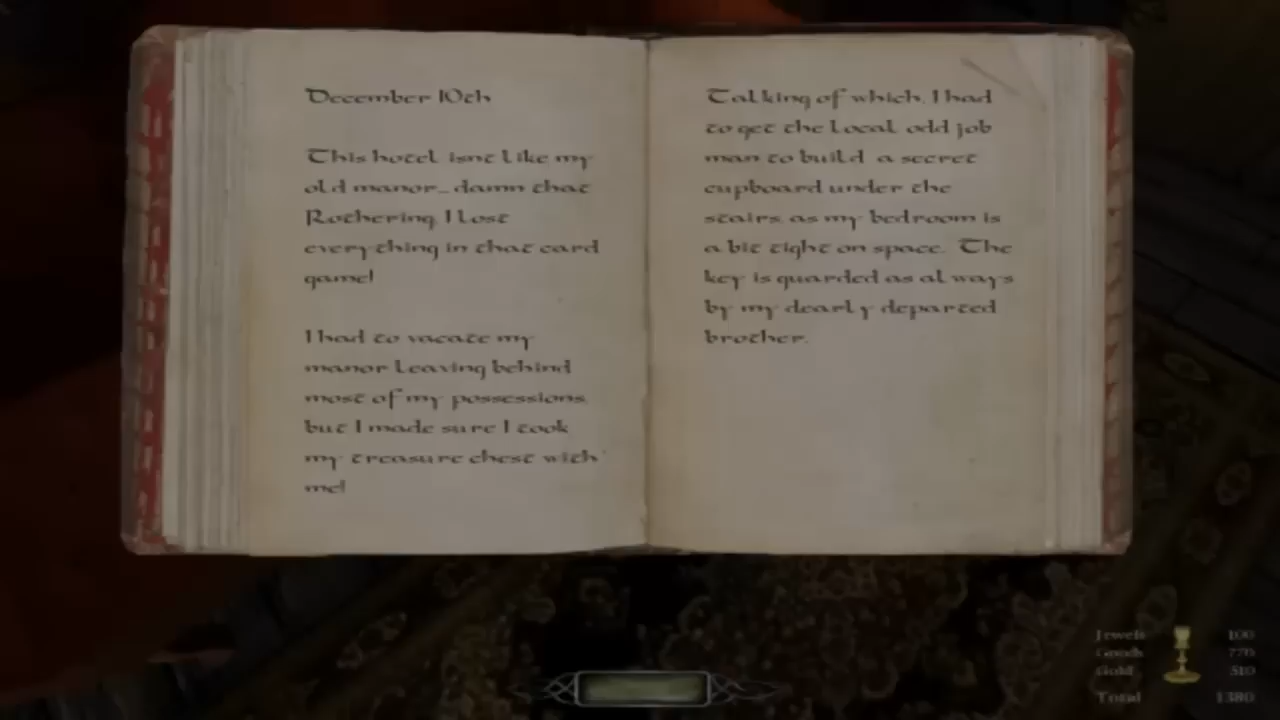 December 10th
This hotel isnt like my
old manor... damn that
Rothering, I lost
everything in that card
game!
I had to vacate my
manor leaving behind
most of my possessions,
but I made sure I took
my treasure chest with
me!
Talking of which, I had
to get the local odd job
man to build a secret
cupboard under the
stairs, as my bedroom is
a bit tight on space. The
key is guarded as always
by my dearly departed
brother.
Jewels 100
Goods 770
Gold 510
Total 1380